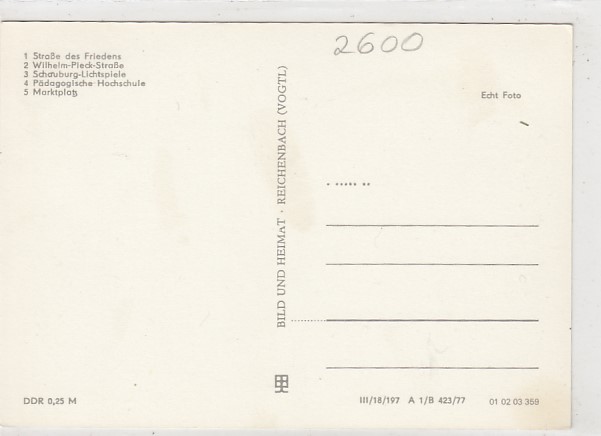 2600
1 Straße des Friedens
2 Wilhelm-Pieck-Straße
3 Schauburg-Lichtspiele
4 Pädagogische Hochschule
5 Marktplatz
Echt Foto
BILD UND HEIMAT · REICHENBACH (VOGTL)
DDR 0,25 M
III/18/197 A 1/B 423/77 01 02 03 359